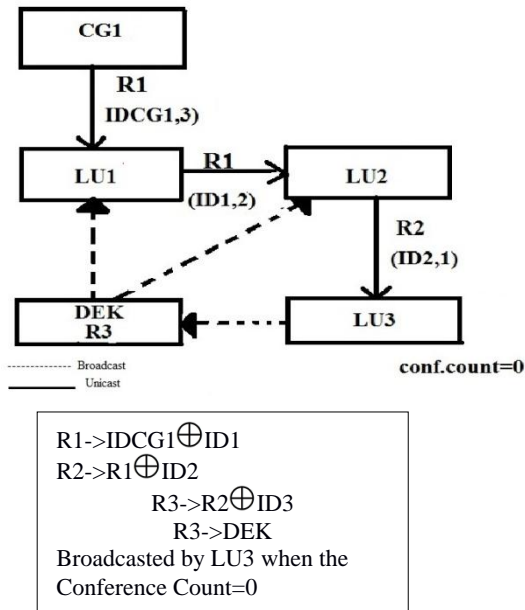 CG1
R1
IDCG1,3)
LU1
R1
(ID1,2)
LU2
R2
(ID2,1)
DEK
R3
LU3
conf.count=0
Broadcast
Unicast
R1->IDCG1⊕ID1
R2->R1⊕ID2
R3->R2⊕ID3
R3->DEK
Broadcasted by LU3 when the
Conference Count=0